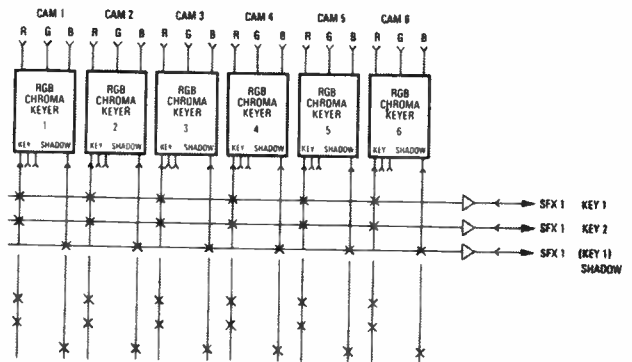 CAM 1 CAM 2 CAM 3 CAM 4 CAM 5 CAM 6
R G B R G B R G B R G B R G B R G B
RGB RGB RGB RGB RGB RGB
CHROMA CHROMA CHROMA CHROMA CHROMA CHROMA
KEYER KEYER KEYER KEYER KEYER KEYER
1 2 3 4 5 6
KEY SHADOW KEY SHADOW KEY SHADOW KEY SHADOW KEY SHADOW KEY SHADOW
SFX 1 KEY 1
SFX 1 KEY 2
SFX 1 (KEY 1)
SHADOW